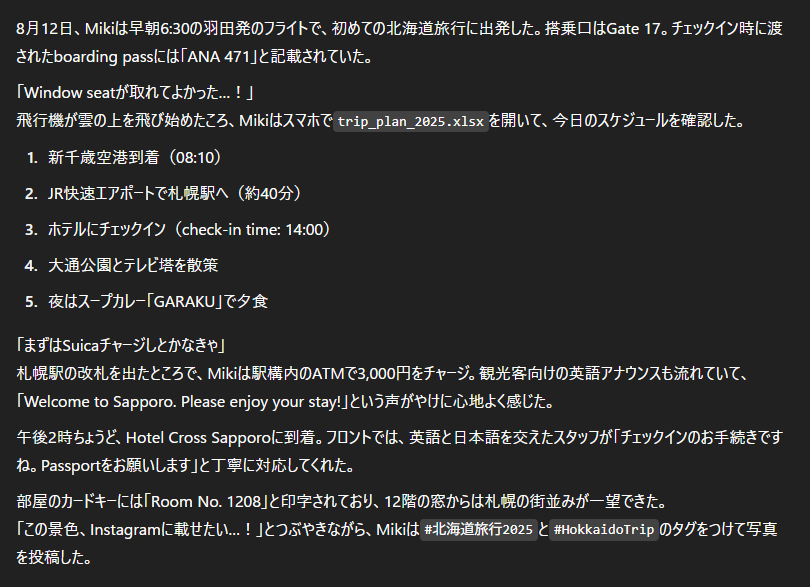 8月12日、Mikiは早朝6:30の羽田発のフライトで、初めての北海道旅行に出発した。搭乗口はGate 17。チェックイン時に渡
されたboarding passには「ANA 471」と記載されていた。
「Window seatが取れてよかった…！」
飛行機が雲の上を飛び始めたころ、Mikiはスマホでtrip_plan_2025.xlsxを開いて、今日のスケジュールを確認した。
1. 新千歳空港到着（08:10）
2. JR快速エアポートで札幌駅へ（約40分）
3. ホテルにチェックイン（check-in time: 14:00）
4. 大通公園とテレビ塔を散策
5. 夜はスープカレー「GARAKU」で夕食
「まずはSuicaチャージしとかなきゃ」
札幌駅の改札を出たところで、Mikiは駅構内のATMで3,000円をチャージ。観光客向けの英語アナウンスも流れていて、
「Welcome to Sapporo. Please enjoy your stay!」という声がやけに心地よく感じた。
午後2時ちょうど、Hotel Cross Sapporoに到着。フロントでは、英語と日本語を交えたスタッフが「チェックインのお手続きです
ね。Passportをお願いします」と丁寧に対応してくれた。
部屋のカードキーには「Room No. 1208」と印字されており、12階の窓からは札幌の街並みが一望できた。
「この景色、Instagramに載せたい…！」とつぶやきながら、Mikiは#北海道旅行2025と#HokkaidoTripのタグをつけて写真
を投稿した。